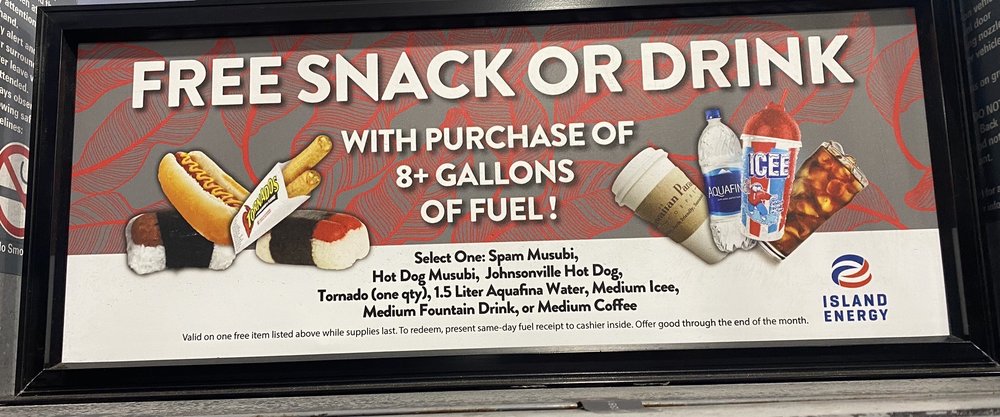 FREE SNACK OR DRINK
WITH PURCHASE OF
8+ GALLONS
OF FUEL!
TORNADOS
AQUAFINA
ICEE
Select One: Spam Musubi,
Hot Dog Musubi, Johnsonville Hot Dog,
Tornado (one qty), 1.5 Liter Aquafina Water, Medium Icee,
Medium Fountain Drink, or Medium Coffee
ISLAND
ENERGY
Valid on one free item listed above while supplies last. To redeem, present same-day fuel receipt to cashier inside. Offer good through the end of the month.